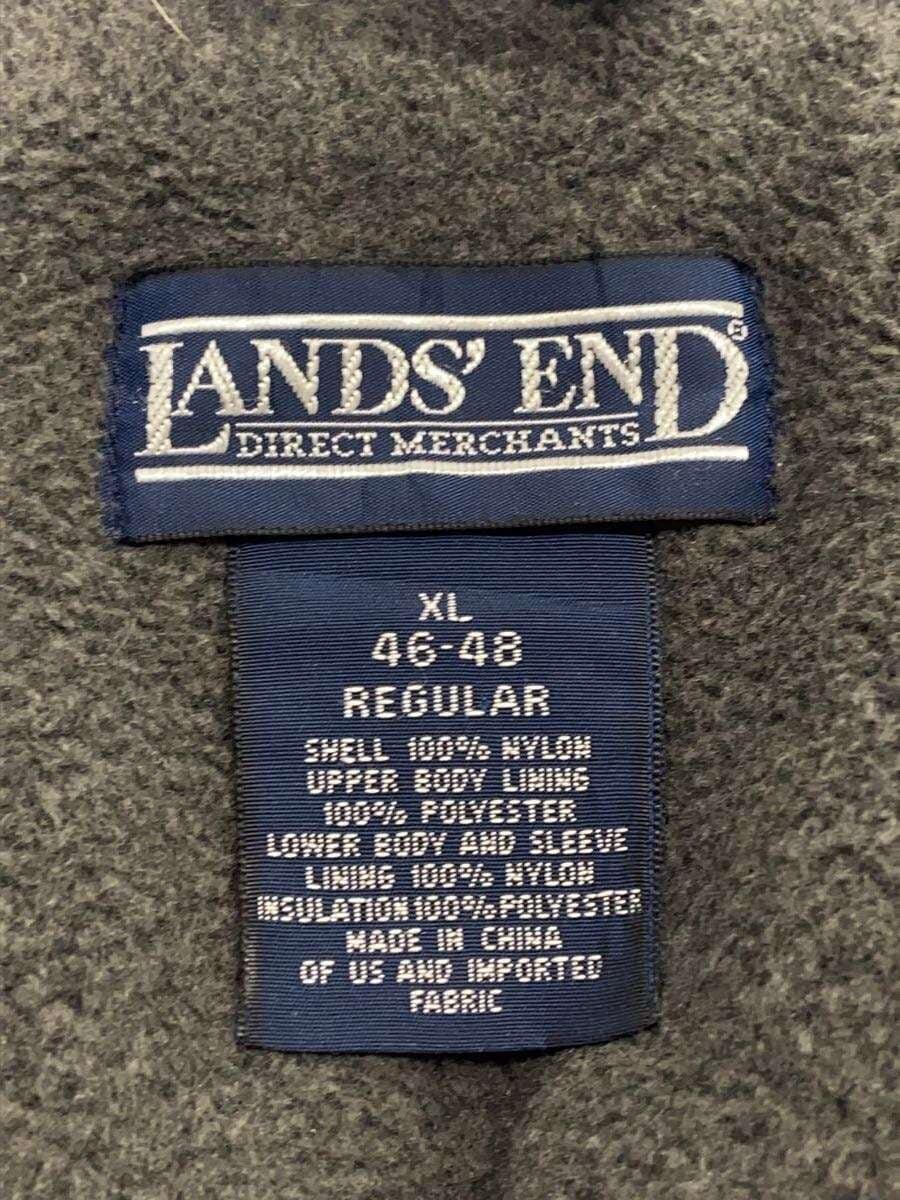 LANDS' END®
DIRECT MERCHANTS
XL
46-48
REGULAR
SHELL 100% NYLON
UPPER BODY LINING
100% POLYESTER
LOWER BODY AND SLEEVE
LINING 100% NYLON
INSULATION 100% POLYESTER
MADE IN CHINA
OF US AND IMPORTED
FABRIC